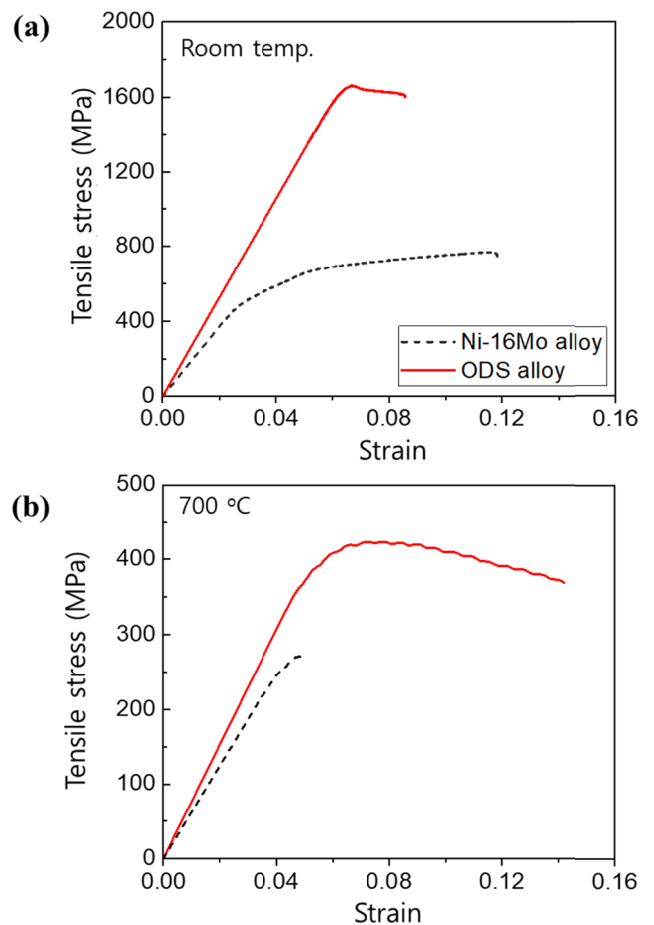 (a)
Room temp.
Tensile stress (MPa)
2000
1600
1200
800
400
0
0.00 0.04 0.08 0.12 0.16
Strain
Ni-16Mo alloy
ODS alloy
(b)
700 ºC
Tensile stress (MPa)
500
400
300
200
100
0
0.00 0.04 0.08 0.12 0.16
Strain